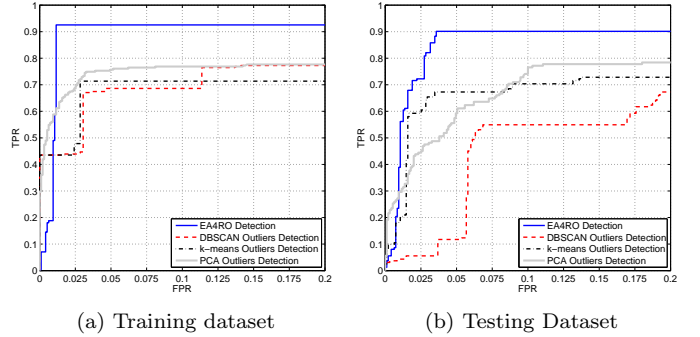 1
0.9
0.8
0.7
0.6
0.5
0.4
0.3
0.2
0.1
0
TPR
0 0.025 0.05 0.075 0.1 0.125 0.15 0.175 0.2
FPR
EA4RO Detection
DBSCAN Outliers Detection
k-means Outliers Detection
PCA Outliers Detection
(a) Training dataset
1
0.9
0.8
0.7
0.6
0.5
0.4
0.3
0.2
0.1
0
TPR
0 0.025 0.05 0.075 0.1 0.125 0.15 0.175 0.2
FPR
EA4RO Detection
DBSCAN Outliers Detection
k-means Outliers Detection
PCA Outliers Detection
(b) Testing Dataset